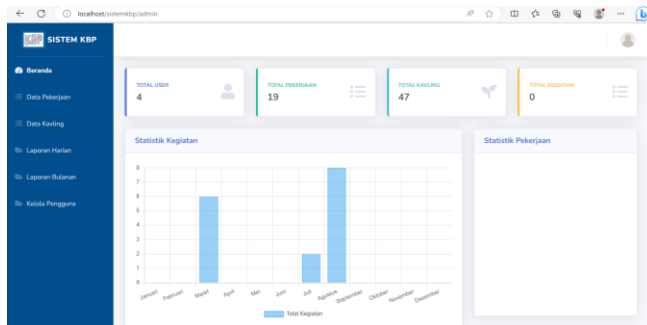 localhost/sistemkbp/admin
KBP
SISTEM KBP
Beranda
Data Pekerjaan
Data Kavling
Laporan Harian
Laporan Bulanan
Kelola Pengguna
TOTAL USER
4
TOTAL PEKERJAAN
19
TOTAL KAVLING
47
TOTAL KEGIATAN
0
Statistik Kegiatan
8
7
6
5
4
3
2
1
0
Januari
Februari
Maret
April
Mei
Juni
Juli
Agustus
September
Oktober
November
Desember
Total Kegiatan
Statistik Pekerjaan